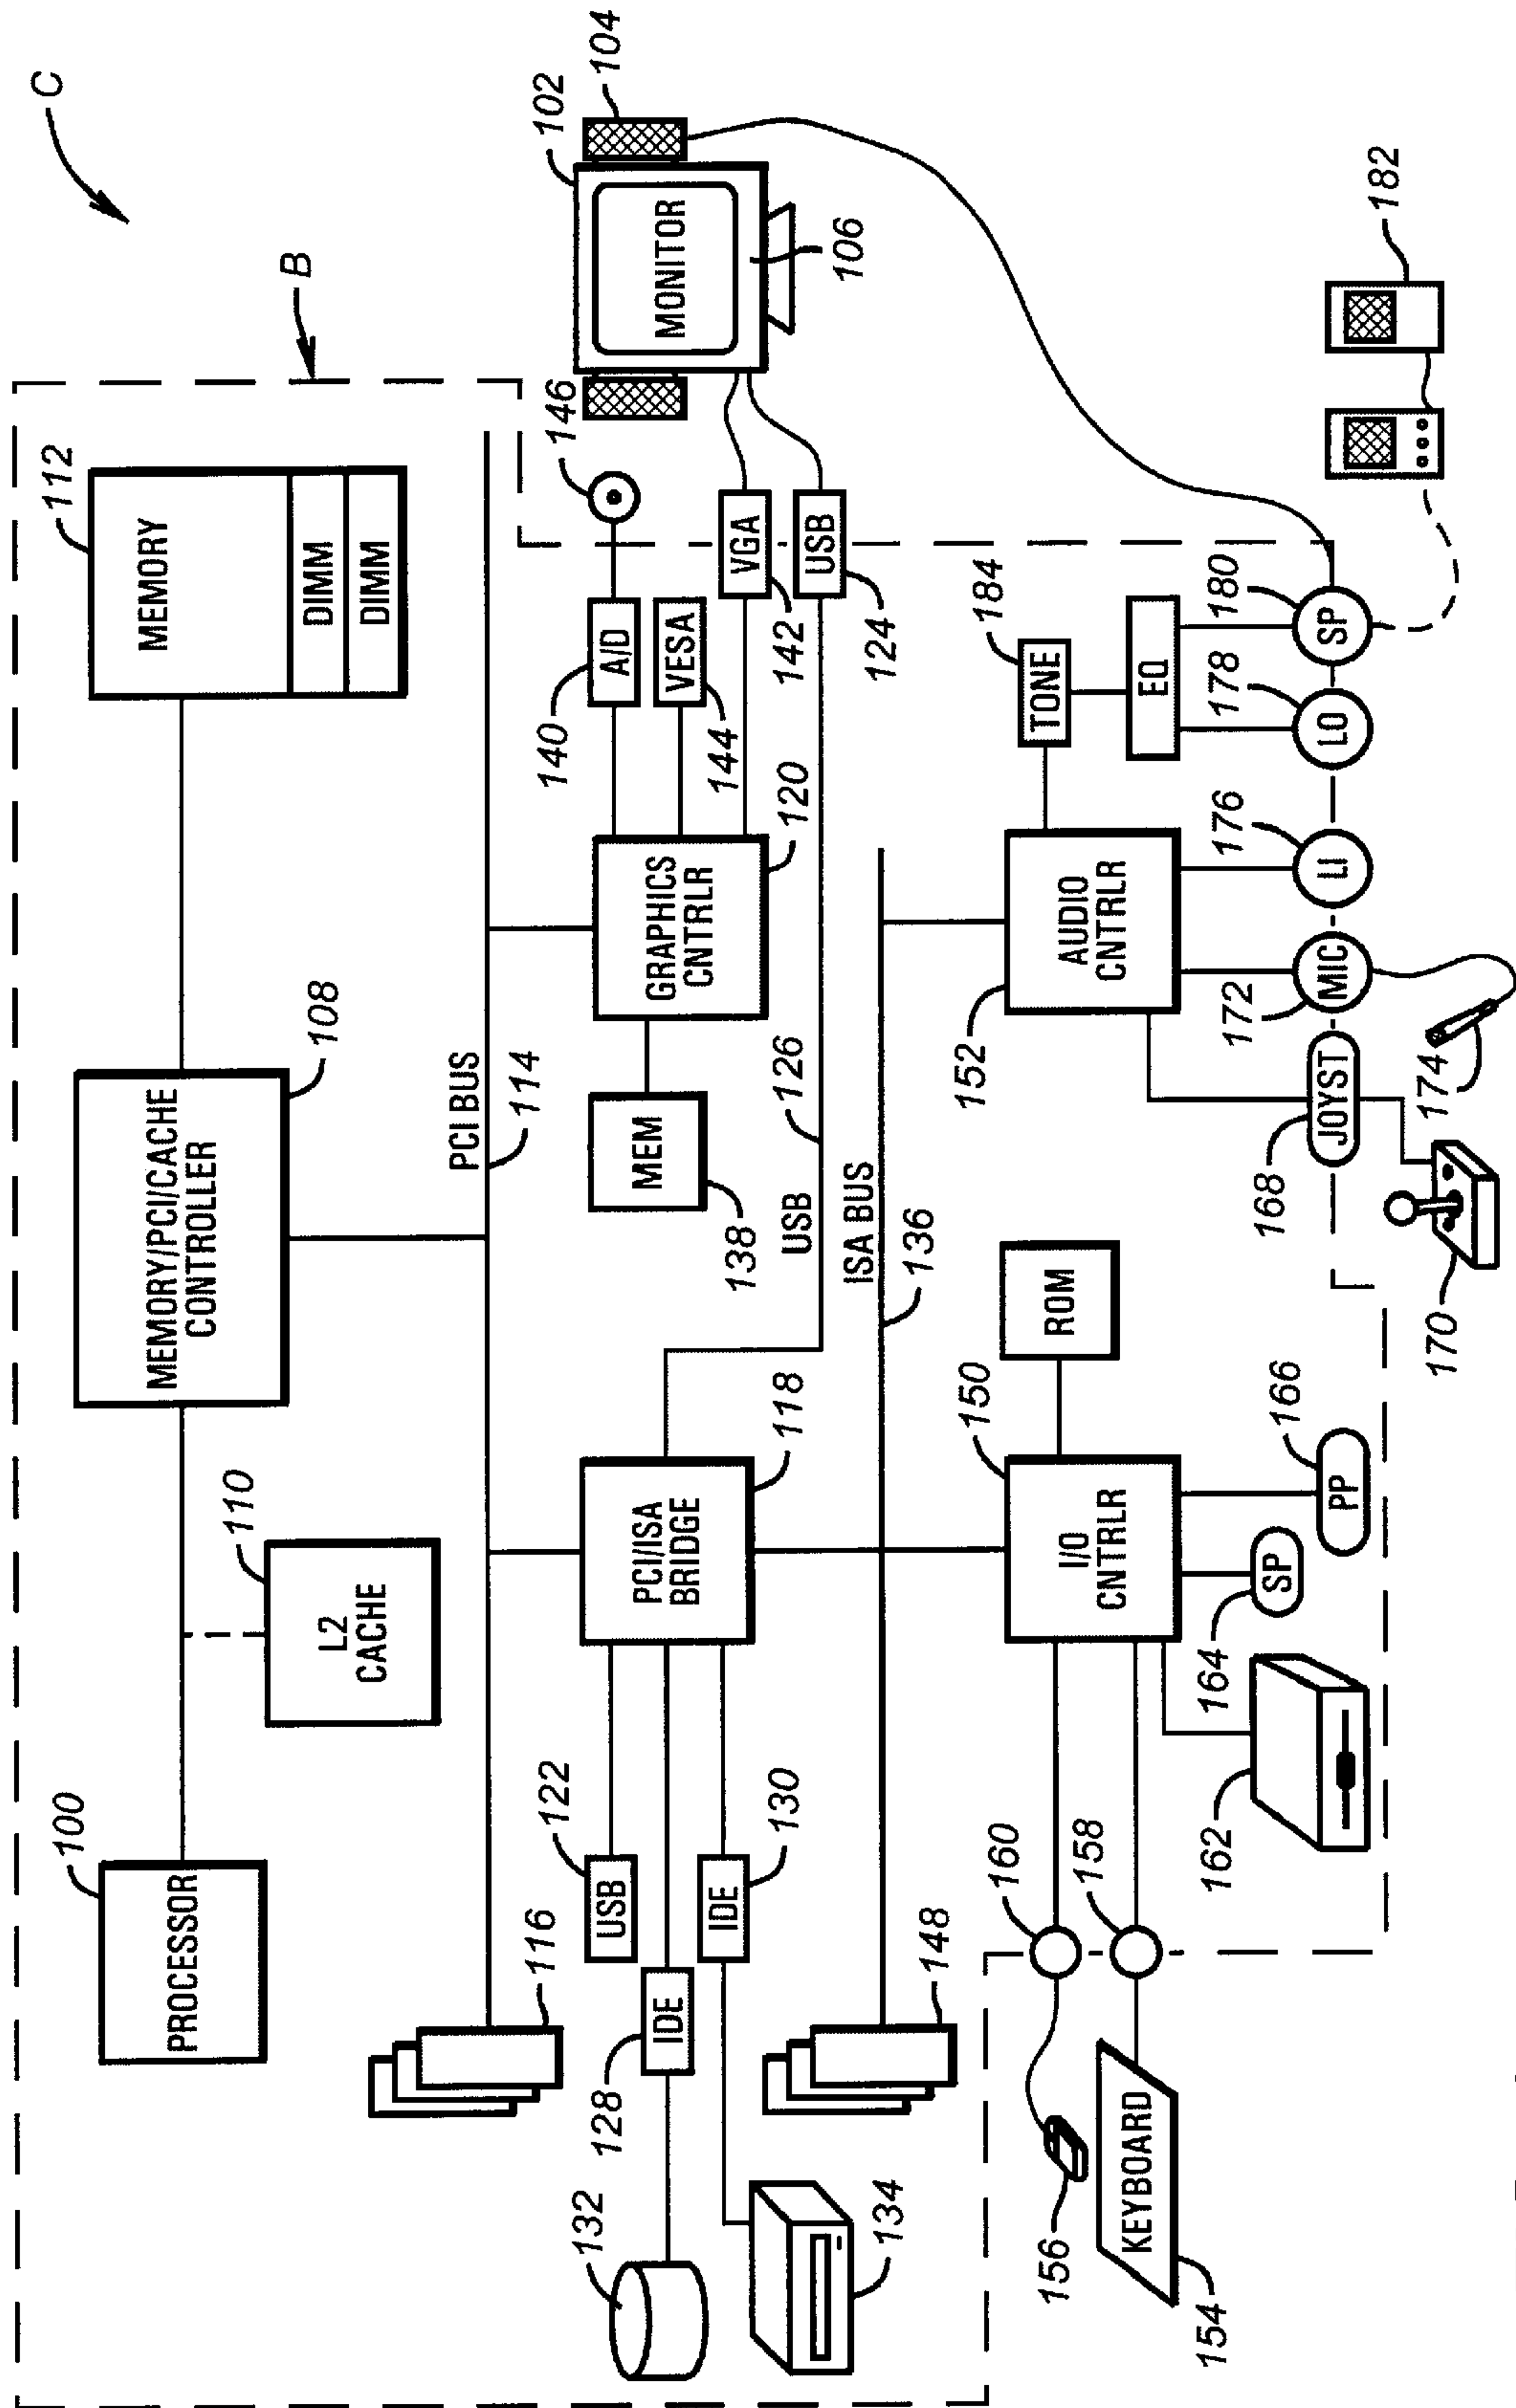 C
B
100
PROCESSOR
110
L2
CACHE
MEMORY/PCI/CACHE
CONTROLLER
108
112
MEMORY
DIMM
DIMM
116
PCI BUS
114
132
128
IDE
USB
122
IDE
130
134
PCI/ISA
BRIDGE
118
MEM
138
GRAPHICS
CNTRLR
120
140
A/D
VESA
144
146
VGA
142
USB
124
102
104
MONITOR
106
USB
126
148
ISA BUS
136
156
160
KEYBOARD
154
158
162
I/O
CNTRLR
150
ROM
164
SP
PP
166
152
AUDIO
CNTRLR
TONE
184
EQ
168
JOYST
170
172
MIC
174
176
LI
178
LO
180
SP
182